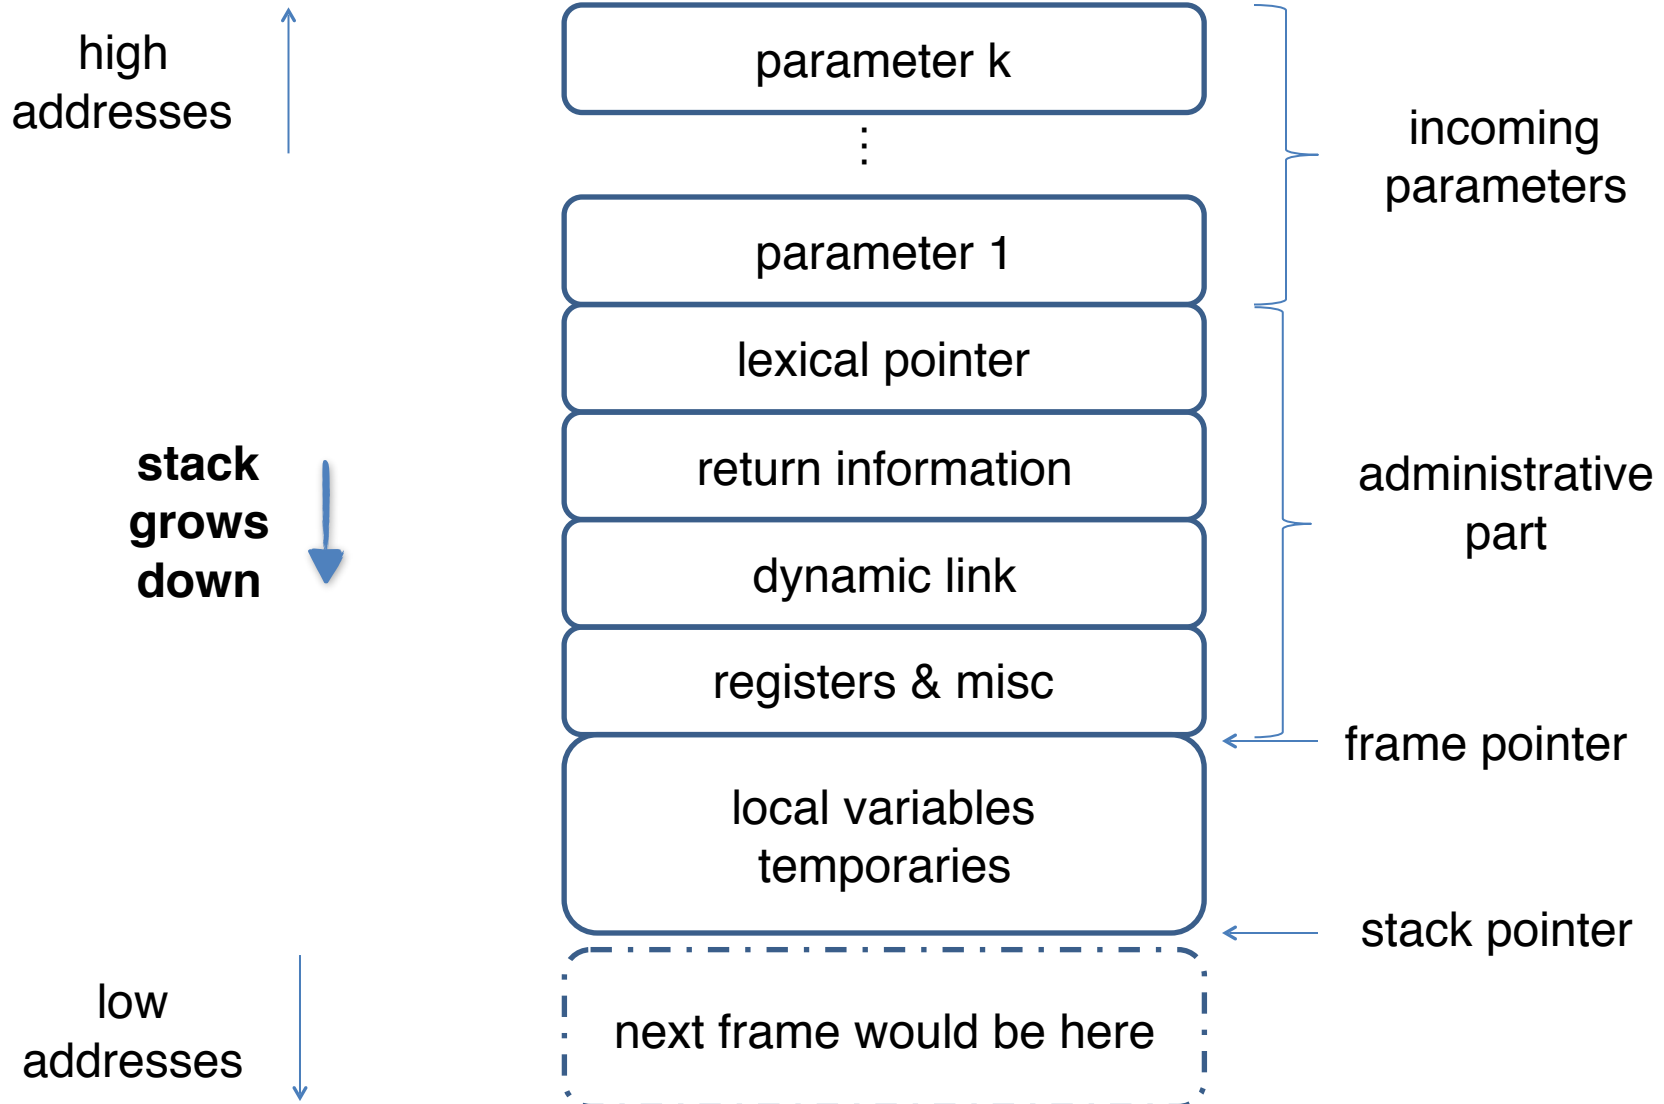 high
addresses
parameter k
⋮
incoming
parameters
parameter 1
lexical pointer
return information
administrative
part
stack
grows
down
dynamic link
registers & misc
frame pointer
local variables
temporaries
stack pointer
low
addresses
next frame would be here